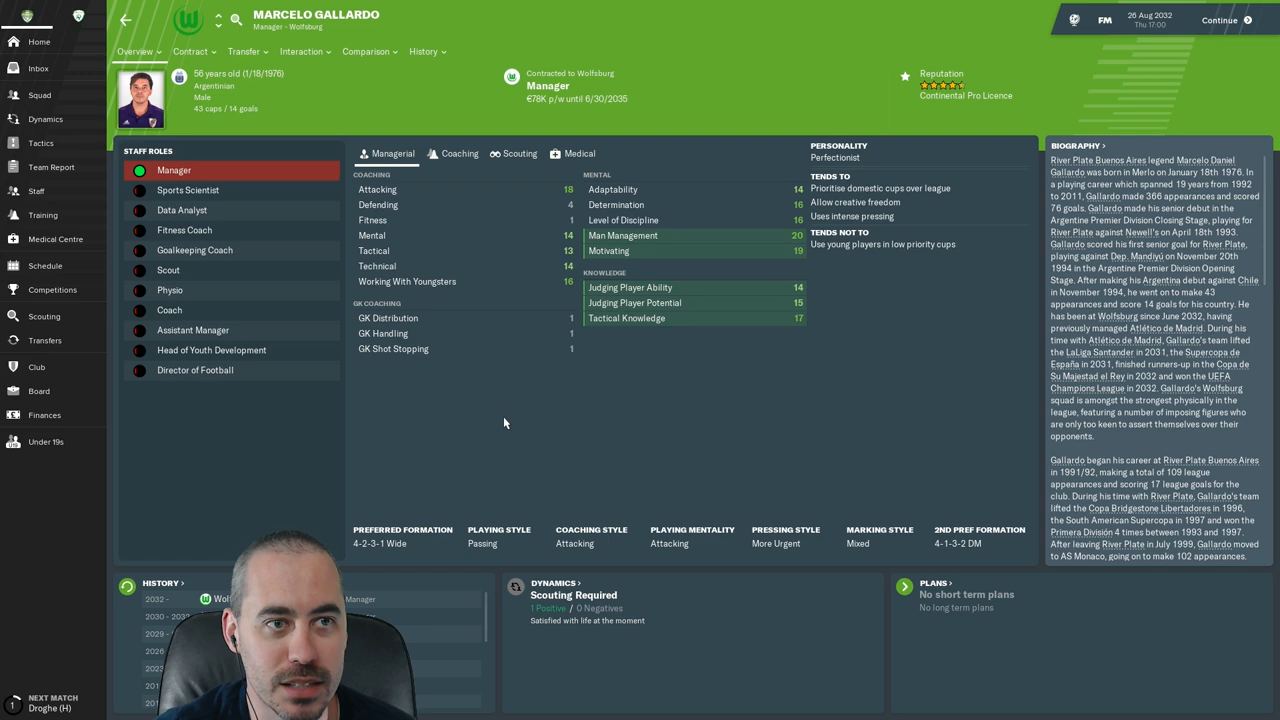 MARCELO GALLARDO
Manager - Wolfsburg
26 Aug 2032
Thu 17:00
FM
Continue
Home
Inbox
Squad
Dynamics
Tactics
Team Report
Staff
Training
Medical Centre
Schedule
Competitions
Scouting
Transfers
Club
Board
Finances
Under 19s
NEXT MATCH
1
Droghe (H)
Overview
Contract
Transfer
Interaction
Comparison
History
56 years old (1/18/1976)
Argentinian
Male
43 caps / 14 goals
Contracted to Wolfsburg
Manager
€78K p/w until 6/30/2035
Reputation
Continental Pro Licence
STAFF ROLES
Manager
Sports Scientist
Data Analyst
Fitness Coach
Goalkeeping Coach
Scout
Physio
Coach
Assistant Manager
Head of Youth Development
Director of Football
Managerial
Coaching
Scouting
Medical
COACHING
Attacking 18
Defending 4
Fitness 1
Mental 14
Tactical 13
Technical 14
Working With Youngsters 16
GK COACHING
GK Distribution 1
GK Handling 1
GK Shot Stopping 1
MENTAL
Adaptability 14
Determination 16
Level of Discipline 16
Man Management 20
Motivating 19
KNOWLEDGE
Judging Player Ability 14
Judging Player Potential 15
Tactical Knowledge 17
PERSONALITY
Perfectionist
TENDS TO
Prioritise domestic cups over league
Allow creative freedom
Uses intense pressing
TENDS NOT TO
Use young players in low priority cups
PREFERRED FORMATION
4-2-3-1 Wide
PLAYING STYLE
Passing
COACHING STYLE
Attacking
PLAYING MENTALITY
Attacking
PRESSING STYLE
More Urgent
MARKING STYLE
Mixed
2ND PREF FORMATION
4-1-3-2 DM
BIOGRAPHY >
River Plate Buenos Aires legend Marcelo Daniel
Gallardo was born in Merlo on January 18th 1976. In
a playing career which spanned 19 years from 1992
to 2011, Gallardo made 366 appearances and scored
76 goals. Gallardo made his senior debut in the
Argentine Premier Division Closing Stage, playing for
River Plate against Newell's on April 18th 1993.
Gallardo scored his first senior goal for River Plate,
playing against Dep. Mandiyú on November 20th
1994 in the Argentine Premier Division Opening
Stage. After making his Argentina debut against Chile
in November 1994, he went on to make 43
appearances and score 14 goals for his country. He
has been at Wolfsburg since June 2032, having
previously managed Atlético de Madrid. During his
time with Atlético de Madrid, Gallardo's team lifted
the LaLiga Santander in 2031, the Supercopa de
España in 2031, finished runners-up in the Copa de
Su Majestad el Rey in 2032 and won the UEFA
Champions League in 2032. Gallardo's Wolfsburg
squad is amongst the strongest physically in the
league, featuring a number of imposing figures who
are only too keen to assert themselves over their
opponents.
Gallardo began his career at River Plate Buenos Aires
in 1991/92, making a total of 109 league
appearances and scoring 17 league goals for the
club. During his time with River Plate, Gallardo's team
lifted the Copa Bridgestone Libertadores in 1996,
the South American Supercopa in 1997 and won the
Primera División 4 times between 1993 and 1997.
After leaving River Plate in July 1999, Gallardo moved
to AS Monaco, going on to make 102 appearances.
HISTORY >
2032 - Manager
2030 - 2032
2029 -
2026
DYNAMICS >
Scouting Required
1 Positive / 0 Negatives
Satisfied with life at the moment
PLANS >
No short term plans
No long term plans